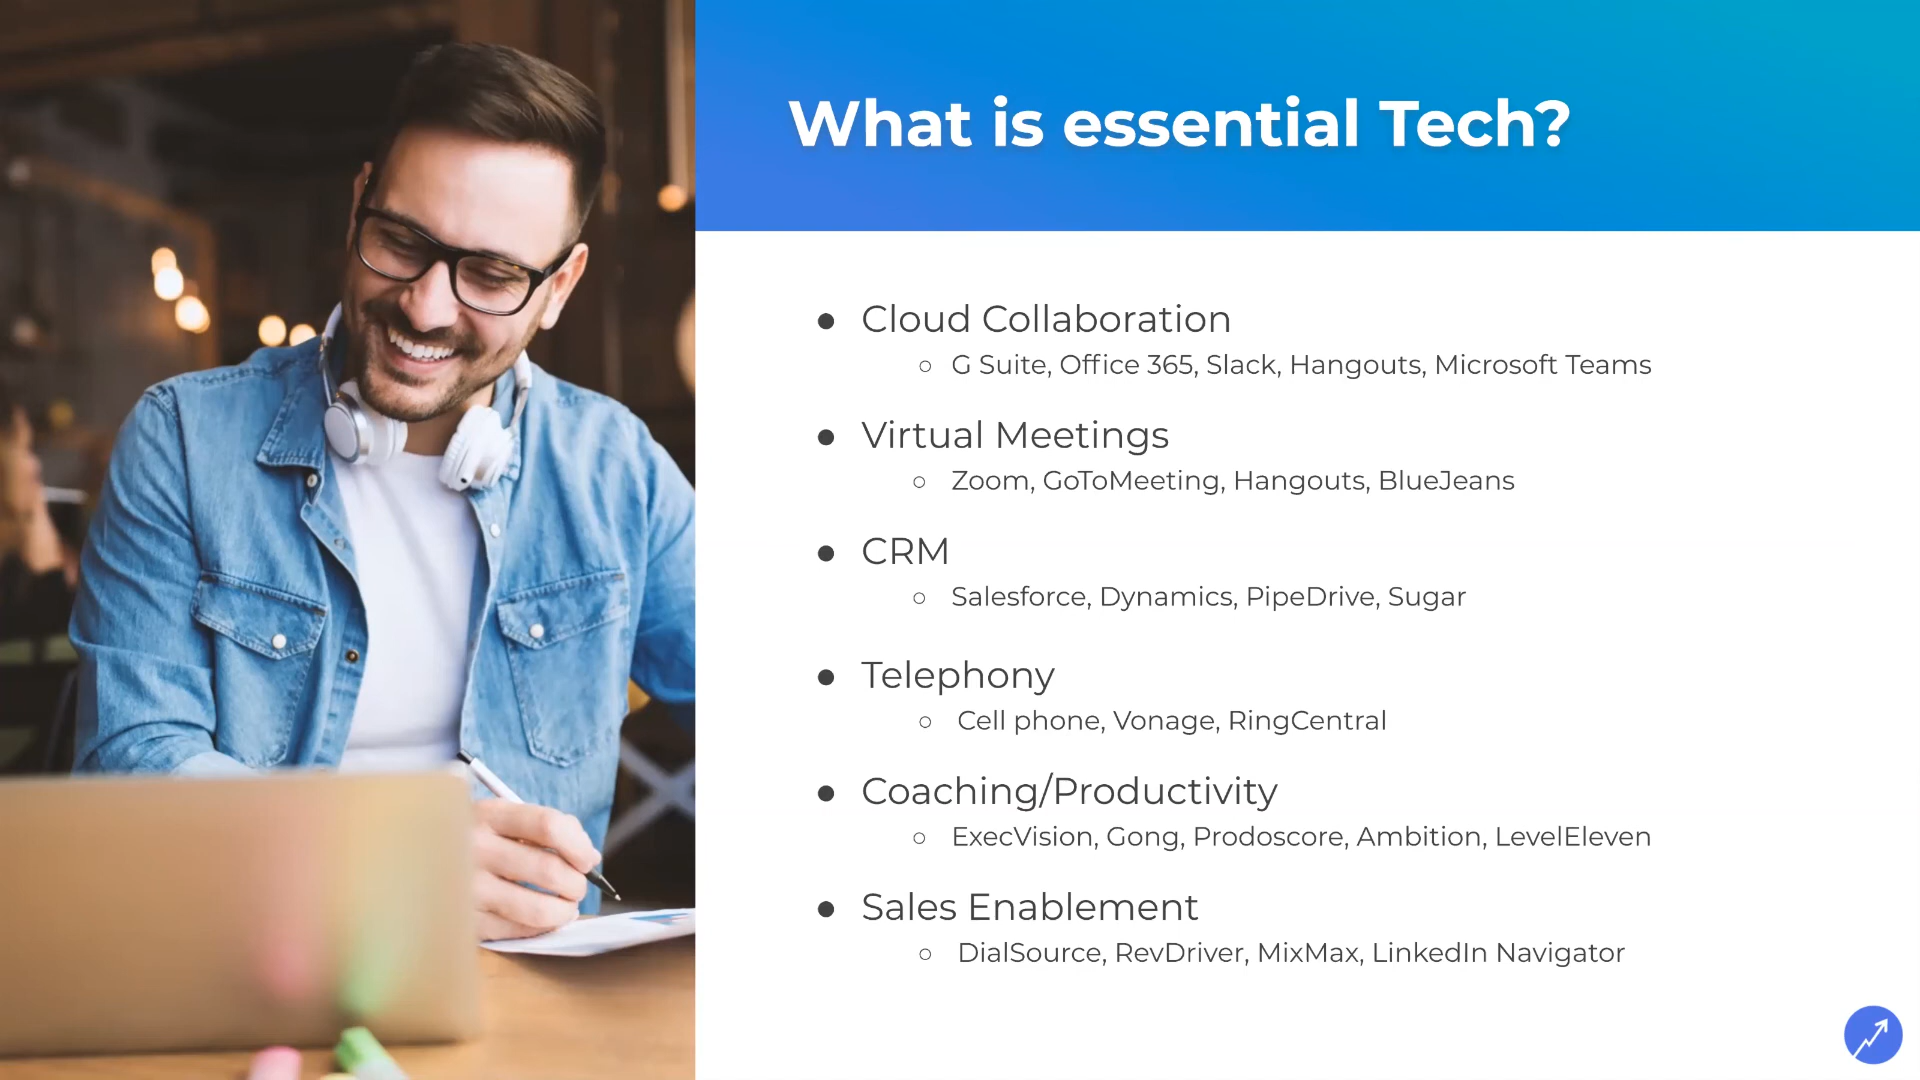 What is essential Tech?
● Cloud Collaboration
○ G Suite, Office 365, Slack, Hangouts, Microsoft Teams
● Virtual Meetings
○ Zoom, GoToMeeting, Hangouts, BlueJeans
● CRM
○ Salesforce, Dynamics, PipeDrive, Sugar
● Telephony
○ Cell phone, Vonage, RingCentral
● Coaching/Productivity
○ ExecVision, Gong, Prodoscore, Ambition, LevelEleven
● Sales Enablement
○ DialSource, RevDriver, MixMax, LinkedIn Navigator